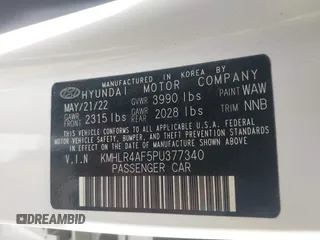 MANUFACTURED IN KOREA BY
HYUNDAI MOTOR COMPANY
MAY/21/22 GVWR 3990 lbs PAINT WAW
GAWR FRONT 2315 lbs GAWR REAR 2028 lbs TRIM NNB
THIS VEHICLE CONFORMS TO ALL APPLICABLE U.S. FEDERAL MOTOR VEHICLE SAFETY, BUMPER, AND THEFT PREVENTION STANDARDS IN EFFECT ON THE DATE OF MANUFACTURE SHOWN ABOVE.
V.I.N KMHLR4AF5PU377340
PASSENGER CAR
DREAMBID